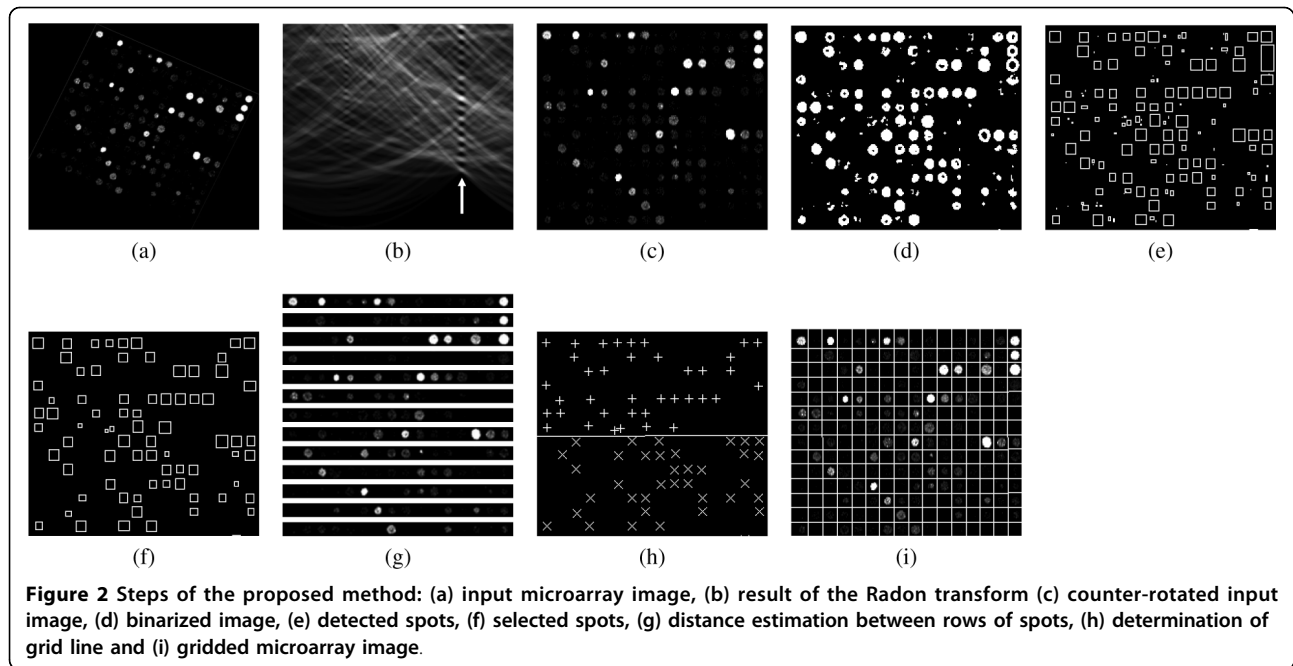 (a)
(b)
(c)
(d)
(e)
(f)
(g)
(h)
(i)
Figure 2 Steps of the proposed method: (a) input microarray image, (b) result of the Radon transform (c) counter-rotated input
image, (d) binarized image, (e) detected spots, (f) selected spots, (g) distance estimation between rows of spots, (h) determination of
grid line and (i) gridded microarray image.